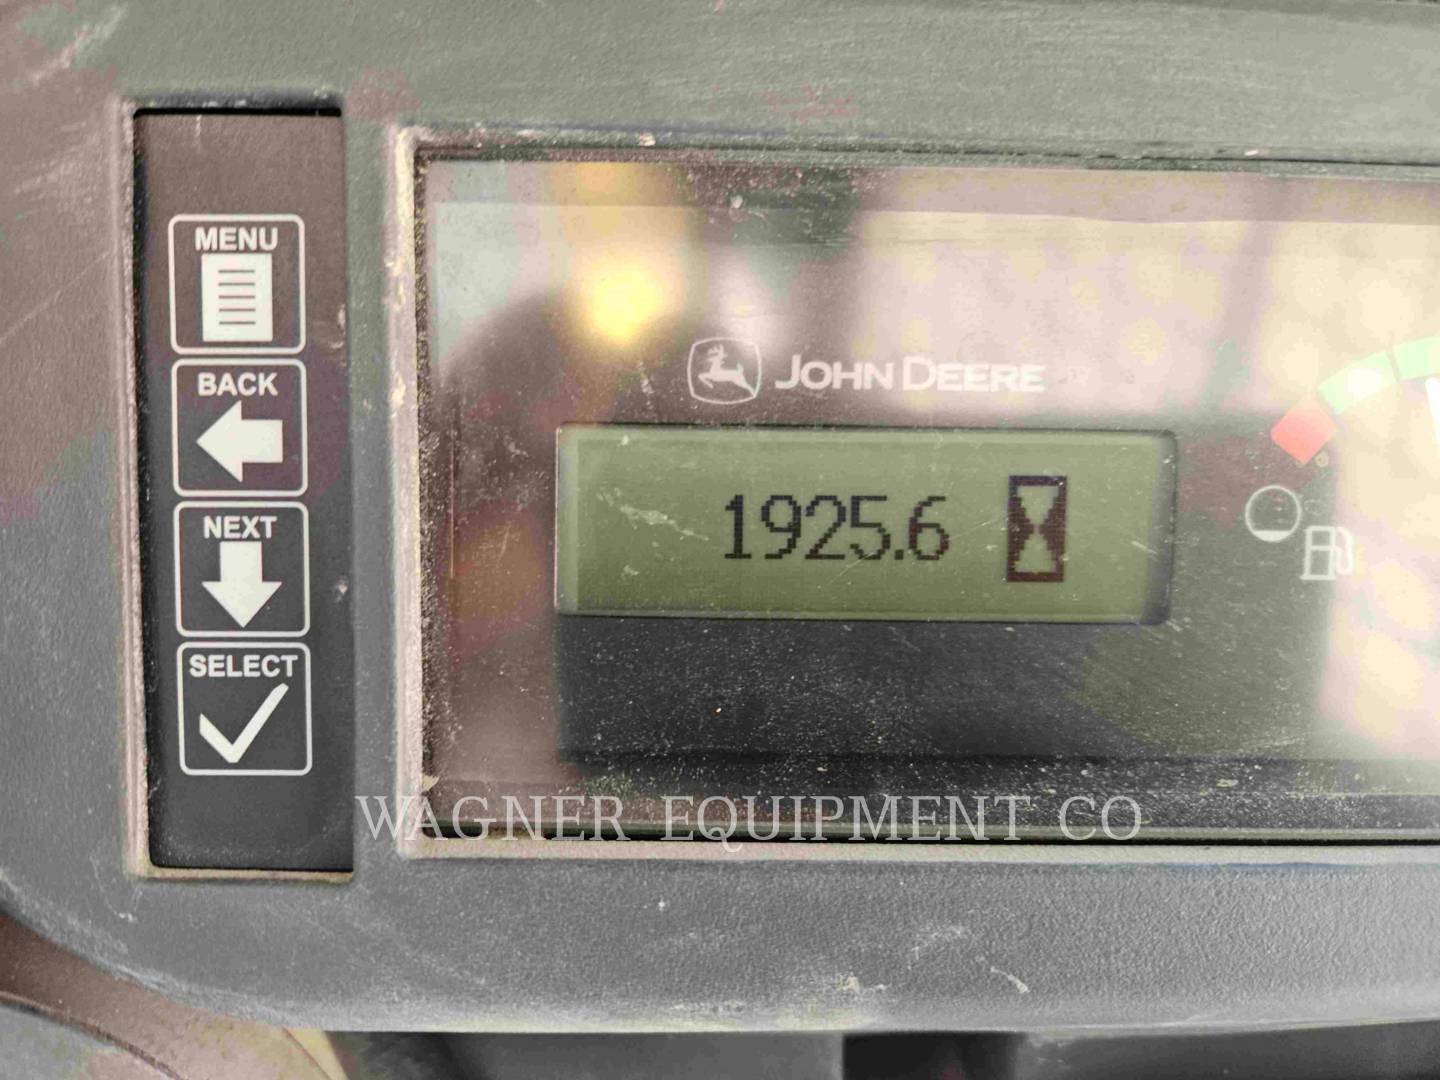 MENU
BACK
NEXT
SELECT
JOHN DEERE
1925.6
WAGNER EQUIPMENT CO